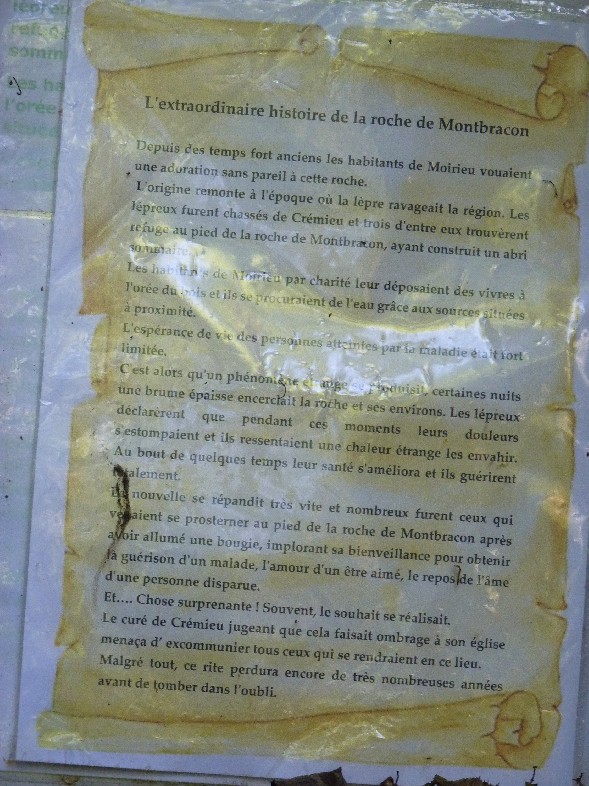 L'extraordinaire histoire de la roche de Montbracon
Depuis des temps fort anciens les habitants de Moirieu vouaient
une adoration sans pareil à cette roche.
L'origine remonte à l'époque où la lèpre ravageait la région. Les
lépreux furent chassés de Crémieu et trois d'entre eux trouvèrent
refuge au pied de la roche de Montbracon, ayant construit un abri
sommaire.
Les habitants de Moirieu par charité leur déposaient des vivres à
l'orée du bois et ils se procuraient de l'eau grâce aux sources situées
à proximité.
L'espérance de vie des personnes atteintes par la maladie était fort
limitée.
C'est alors qu'un phénomène étrange se produisit, certaines nuits
une brume épaisse encerclait la roche et ses environs. Les lépreux
déclarèrent que pendant ces moments leurs douleurs
s'estompaient et ils ressentaient une chaleur étrange les envahir.
Au bout de quelques temps leur santé s'améliora et ils guérirent
totalement.
La nouvelle se répandit très vite et nombreux furent ceux qui
venaient se prosterner au pied de la roche de Montbracon après
avoir allumé une bougie, implorant sa bienveillance pour obtenir
la guérison d'un malade, l'amour d'un être aimé, le repos de l'âme
d'une personne disparue.
Et.... Chose surprenante ! Souvent, le souhait se réalisait.
Le curé de Crémieu jugeant que cela faisait ombrage à son église
menaça d' excommunier tous ceux qui se rendraient en ce lieu.
Malgré tout, ce rite perdura encore de très nombreuses années
avant de tomber dans l'oubli.